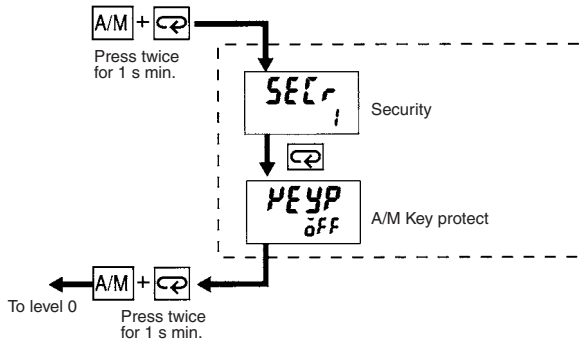 A/M +
Press twice
for 1 s min.
SECr
1
Security
KEYP
oFF
A/M Key protect
A/M +
To level 0
Press twice
for 1 s min.